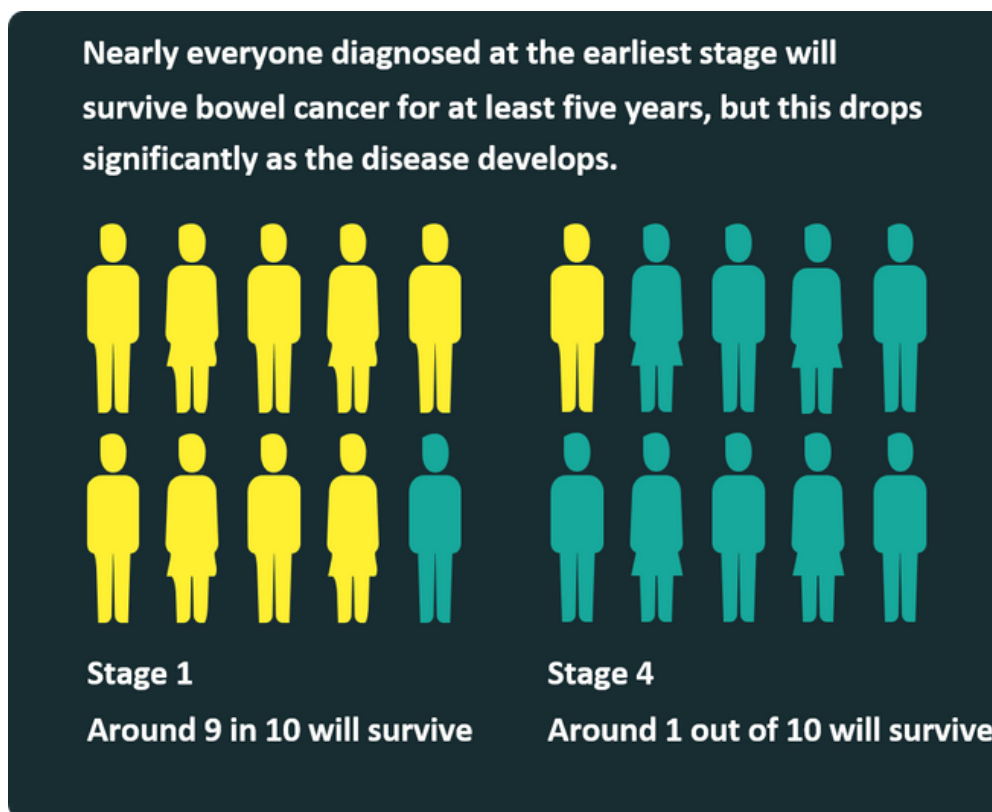 Nearly everyone diagnosed at the earliest stage will
survive bowel cancer for at least five years, but this drops
significantly as the disease develops.
Stage 1
Around 9 in 10 will survive
Stage 4
Around 1 out of 10 will survive